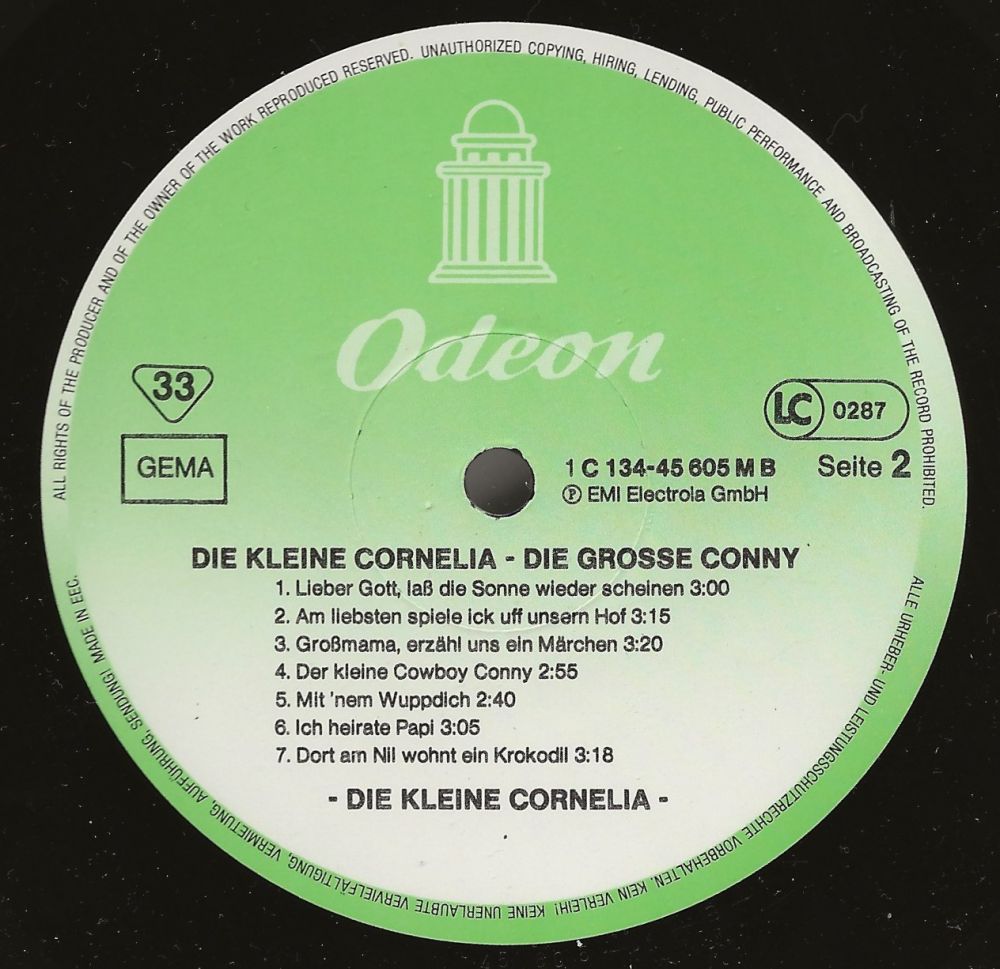 ALL RIGHTS OF THE PRODUCER AND OF THE OWNER OF THE WORK REPRODUCED RESERVED. UNAUTHORIZED COPYING, HIRING, LENDING, PUBLIC PERFORMANCE AND BROADCASTING OF THE RECORD PROHIBITED.
Odeon
33
LC 0287
GEMA
1 C 134-45 605 M B
Seite 2
Ⓟ EMI Electrola GmbH
DIE KLEINE CORNELIA - DIE GROSSE CONNY
1. Lieber Gott, laß die Sonne wieder scheinen 3:00
2. Am liebsten spiele ick uff unsern Hof 3:15
3. Großmama, erzähl uns ein Märchen 3:20
4. Der kleine Cowboy Conny 2:55
5. Mit 'nem Wuppdich 2:40
6. Ich heirate Papi 3:05
7. Dort am Nil wohnt ein Krokodil 3:18
- DIE KLEINE CORNELIA -
ALLE URHEBER- UND LEISTUNGSSCHUTZRECHTE VORBEHALTEN. KEIN VERLEIH! KEINE UNERLAUBTE VERVIELFÄLTIGUNG, VERMIETUNG, AUFFÜHRUNG, SENDUNG! MADE IN EEC.